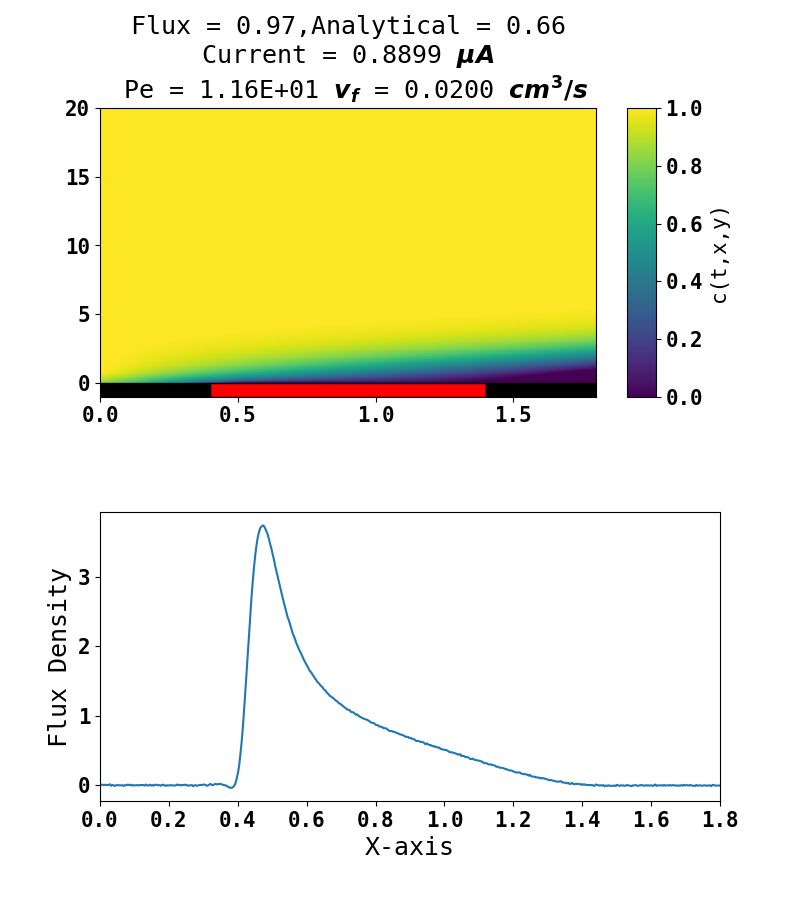 Flux = 0.97,Analytical = 0.66
Current = 0.8899 μA
Pe = 1.16E+01 v_f = 0.0200 cm³/s
20
15
10
5
0
0.0 0.5 1.0 1.5
1.0
0.8
0.6
0.4
0.2
0.0
c(t,x,y)
Flux Density
3
2
1
0
0.0 0.2 0.4 0.6 0.8 1.0 1.2 1.4 1.6 1.8
X-axis